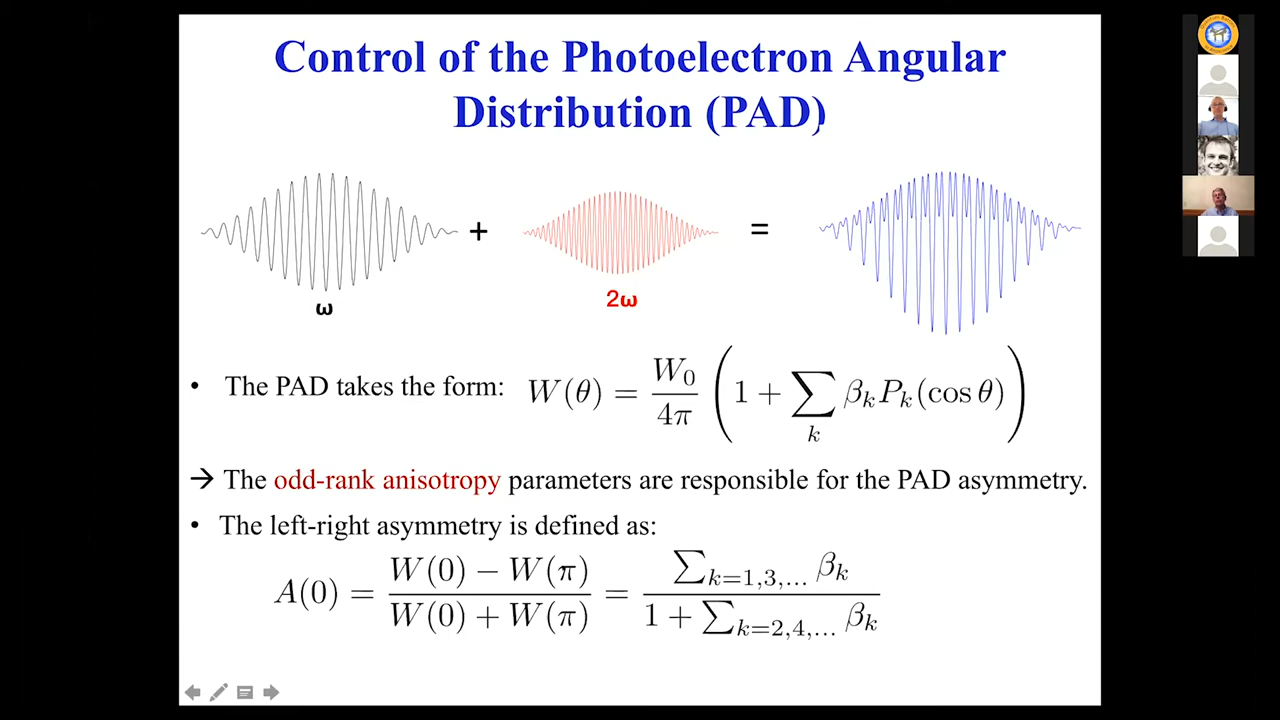 Control of the Photoelectron Angular
Distribution (PAD)
+
=
ω
2ω
• The PAD takes the form: W(θ) = W₀/4π (1 + ∑ₖ βₖPₖ(cos θ))
→ The odd-rank anisotropy parameters are responsible for the PAD asymmetry.
• The left-right asymmetry is defined as:
A(0) = (W(0) − W(π))/(W(0) + W(π)) = (∑ₖ₌₁,₃,... βₖ)/(1 + ∑ₖ₌₂,₄,... βₖ)